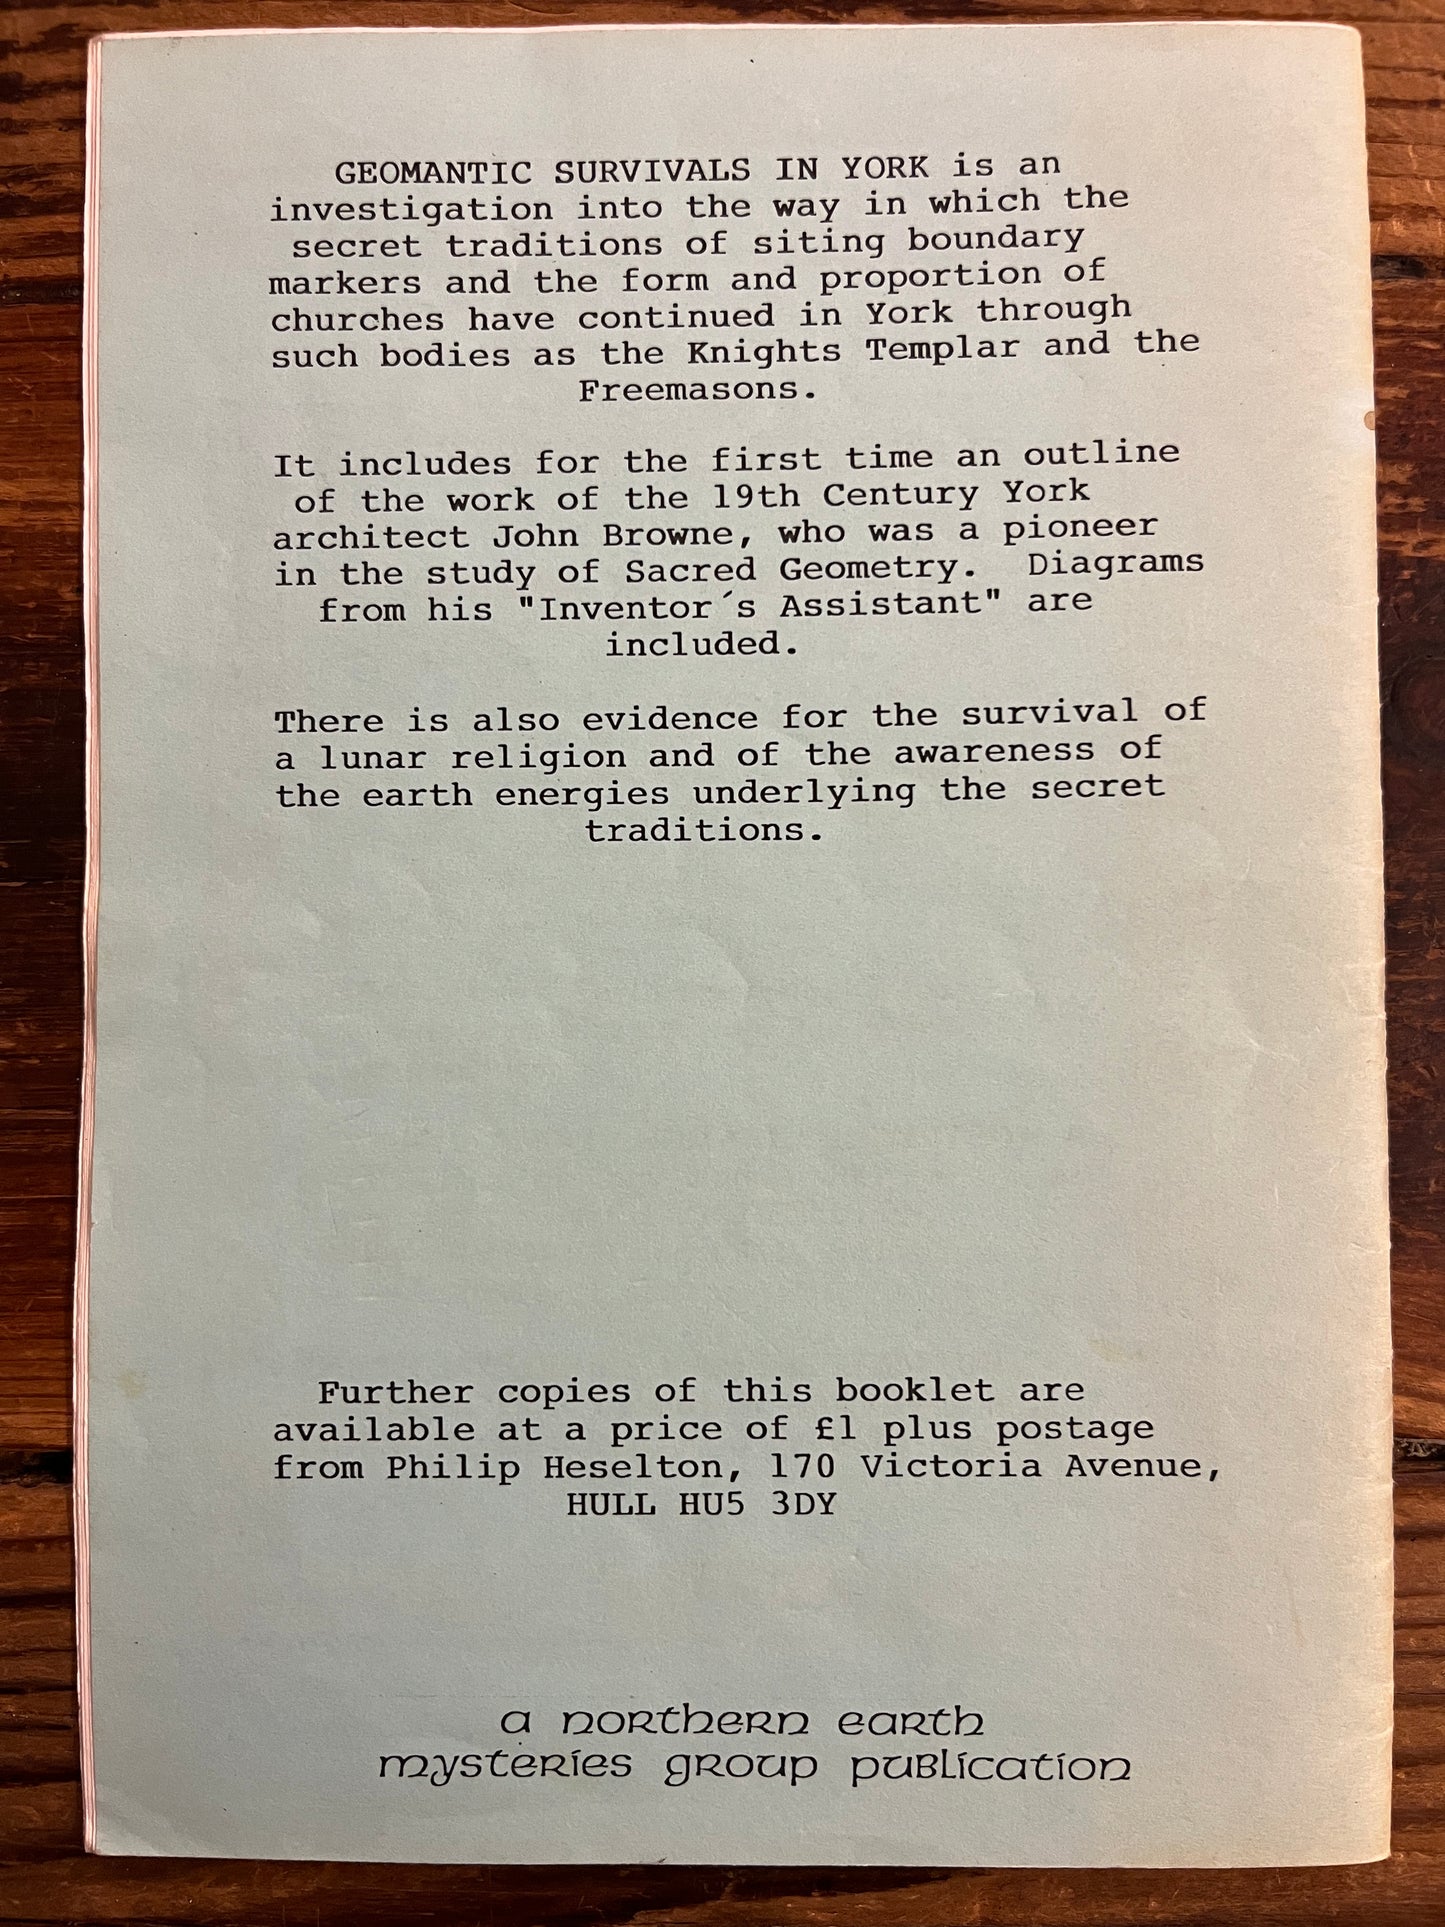 GEOMANTIC SURVIVALS IN YORK is an
investigation into the way in which the
secret traditions of siting boundary
markers and the form and proportion of
churches have continued in York through
such bodies as the Knights Templar and the
Freemasons.
It includes for the first time an outline
of the work of the 19th Century York
architect John Browne, who was a pioneer
in the study of Sacred Geometry.  Diagrams
from his "Inventor´s Assistant" are
included.
There is also evidence for the survival of
a lunar religion and of the awareness of
the earth energies underlying the secret
traditions.
Further copies of this booklet are
available at a price of £1 plus postage
from Philip Heselton, 170 Victoria Avenue,
HULL HU5 3DY
a northern earth
mysteries group publication